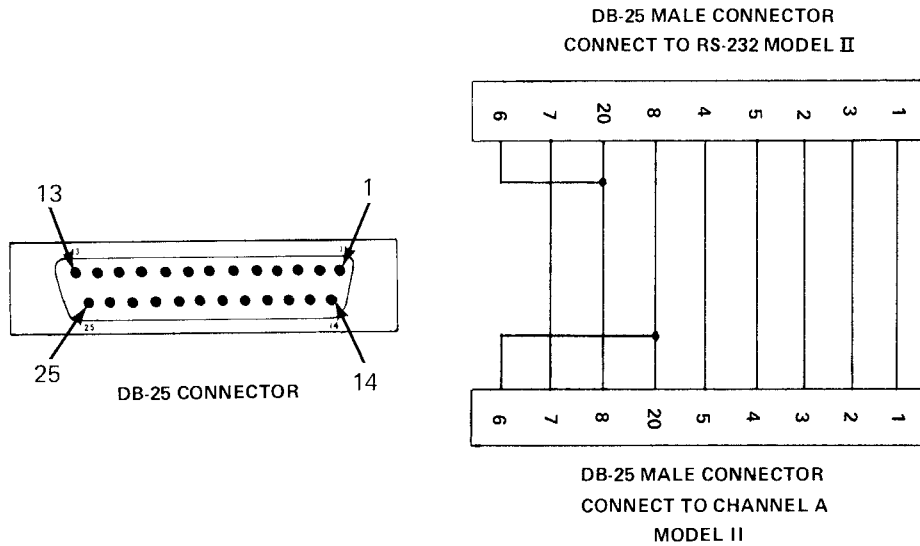 DB-25 MALE CONNECTOR
CONNECT TO RS-232 MODEL II
6 7 20 8 4 5 2 3 1
13 1
25 14
25 14
DB-25 CONNECTOR
6 7 8 20 5 4 3 2 1
DB-25 MALE CONNECTOR
CONNECT TO CHANNEL A
MODEL II